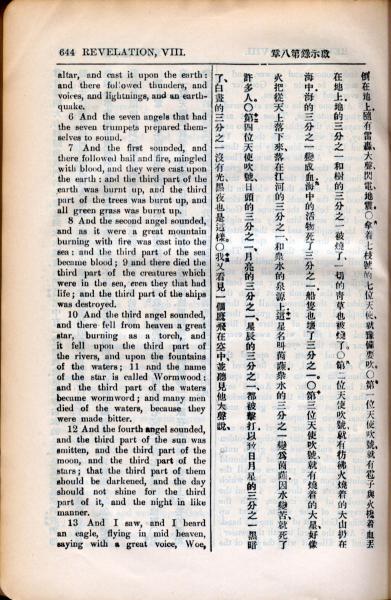 644 REVELATION, VIII.
啟示錄第八章
altar, and cast it upon the earth:
and there followed thunders, and
voices, and lightnings, and an earth-
quake.
6 And the seven angels that had
the seven trumpets prepared them-
selves to sound.
7 And the first sounded, and
there followed hail and fire, mingled
with blood, and they were cast upon
the earth: and the third part of the
earth was burnt up, and the third
part of the trees was burnt up, and
all green grass was burnt up.
8 And the second angel sounded,
and as it were a great mountain
burning with fire was cast into the
sea: and the third part of the sea
became blood; 9 and there died the
third part of the creatures which
were in the sea, even they that had
life; and the third part of the ships
was destroyed.
10 And the third angel sounded,
and there fell from heaven a great
star, burning as a torch, and
it fell upon the third part of
the rivers, and upon the fountains
of the waters; 11 and the name
of the star is called Wormwood:
and the third part of the waters
became wormwood; and many men
died of the waters, because they
were made bitter.
12 And the fourth angel sounded,
and the third part of the sun was
smitten, and the third part of the
moon, and the third part of the
stars; that the third part of them
should be darkened, and the day
should not shine for the third
part of it, and the night in like
manner.
13 And I saw, and I heard
an eagle, flying in mid heaven,
saying with a great voice, Woe,
倒在地上、隨有雷轟大聲閃電地震。○拿着七枝號的七位天使、就豫備要吹。○第一位天使吹號、就有雹子與火攙着血丟
在地上、地的三分之一和樹的三分之一被燒了、一切的青草也被燒了。○第二位天使吹號、就有彷彿火燒着的大山扔在
海中、海的三分之一變成血、海中的活物死了三分之一、船隻也壞了三分之一。○第三位天使吹號、就有燒着的大星、好像
火把從天上落下來、落在江河的三分之一、和衆水的泉源上、這星名叫茵蔯、衆水的三分之一變爲茵蔯、因水變苦、就死了
許多人。○第四位天使吹號、日頭的三分之一、月亮的三分之一、星辰的三分之一、都被擊打、以致日月星的三分之一黑暗
了、白晝的三分之一沒有光、黑夜也是這樣。○我又看見一個鷹飛在空中、並聽見他大聲說、